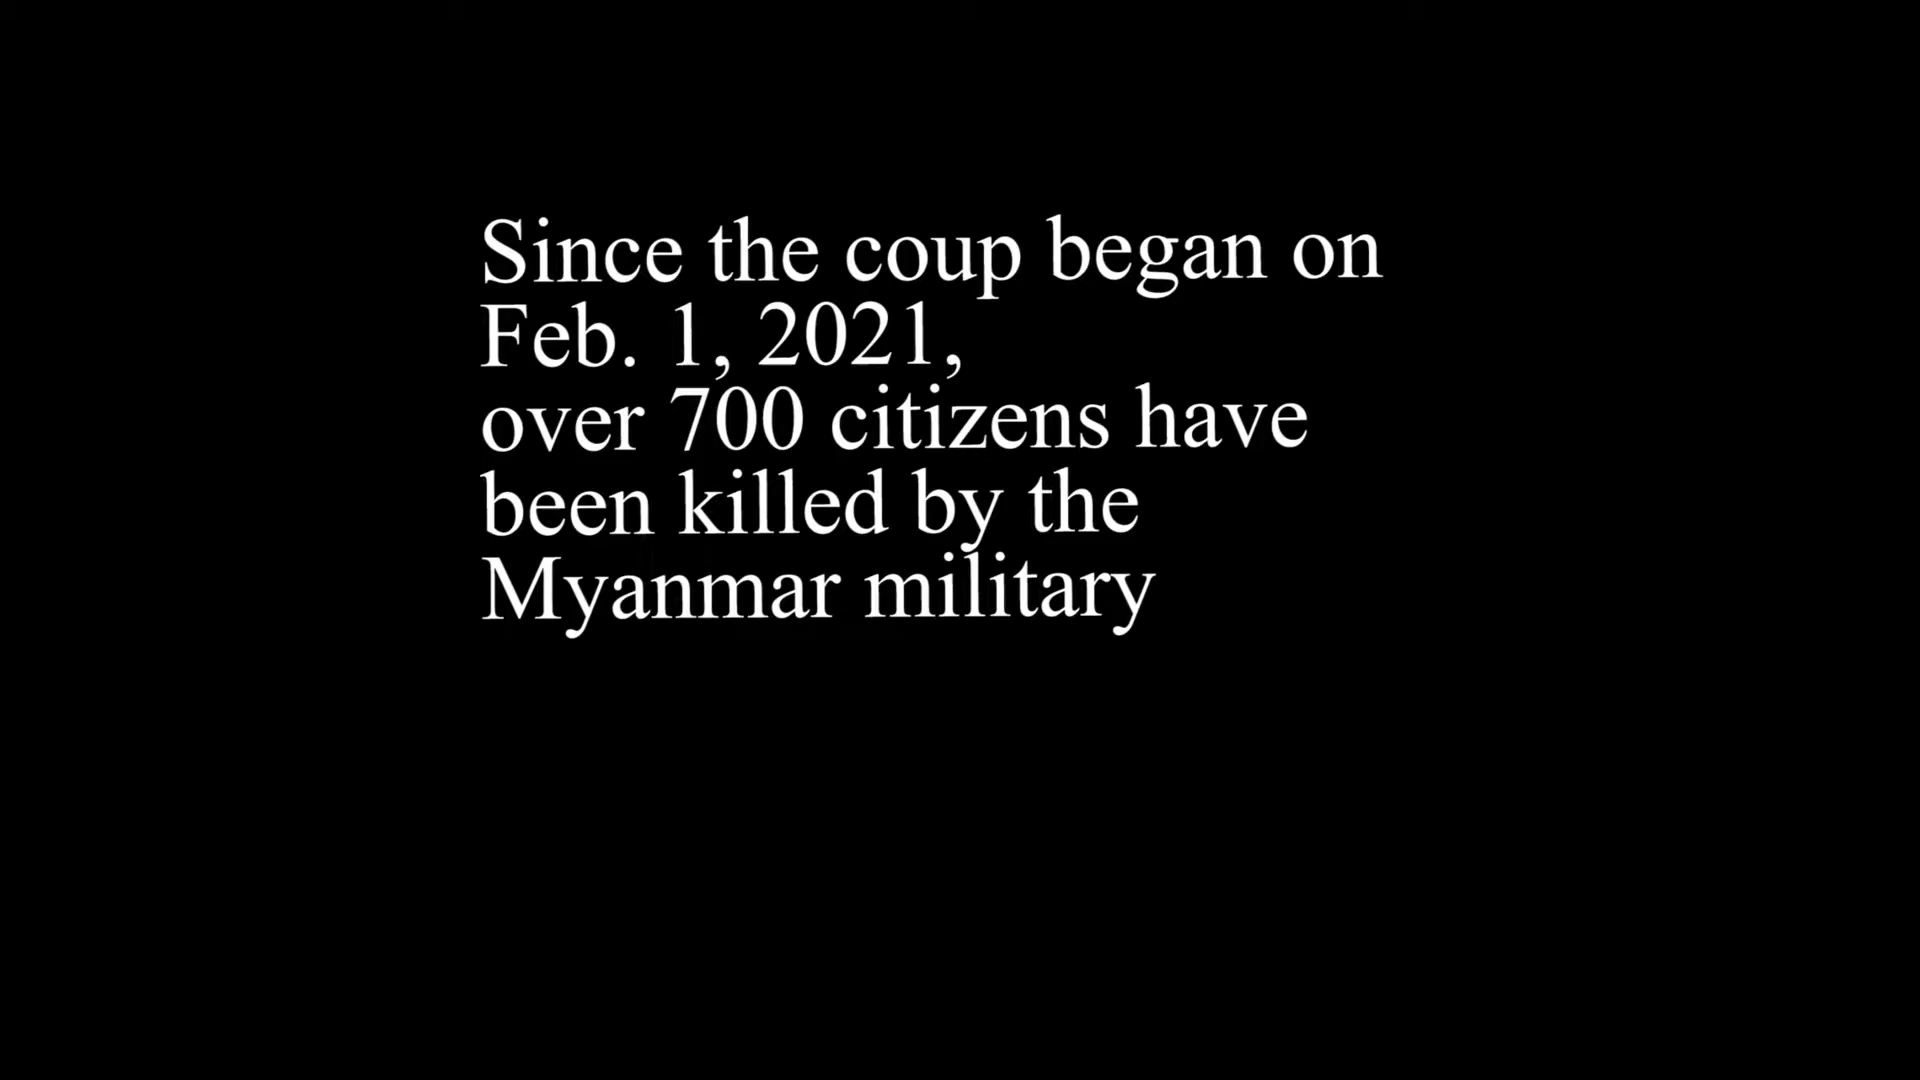 Since the coup began on
Feb. 1, 2021,
over 700 citizens have
been killed by the
Myanmar military